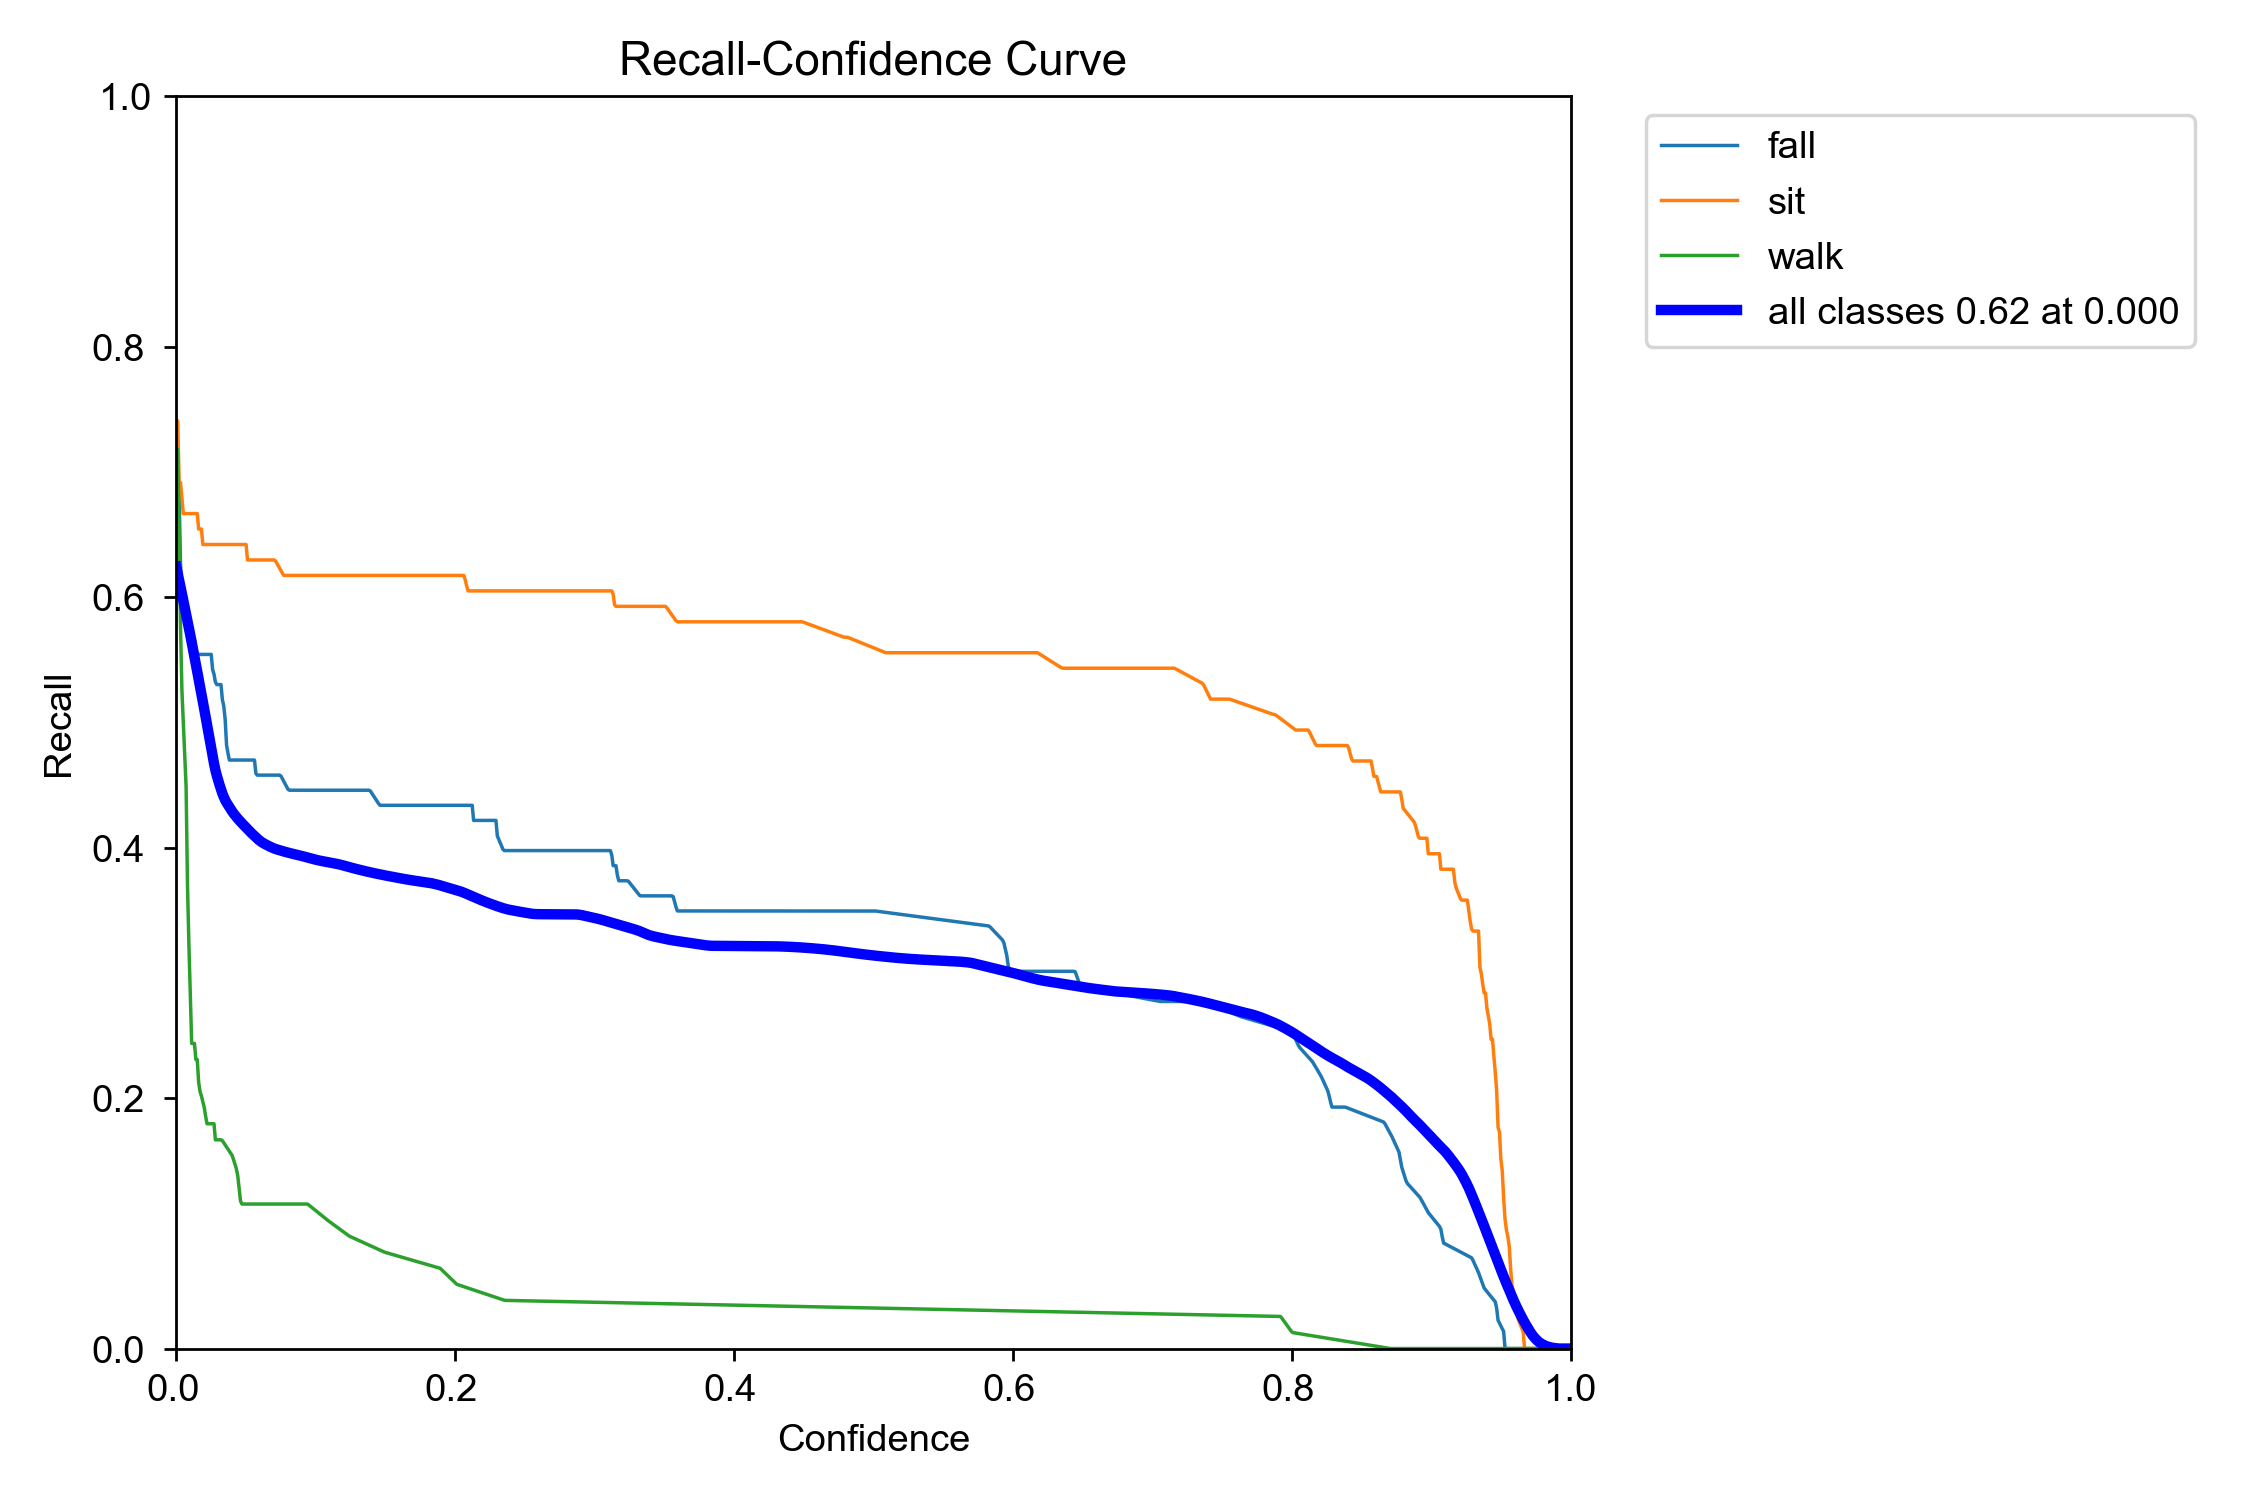 Recall-Confidence Curve
1.0
0.8
0.6
0.4
0.2
0.0
Recall
0.0 0.2 0.4 0.6 0.8 1.0
Confidence
fall
sit
walk
all classes 0.62 at 0.000